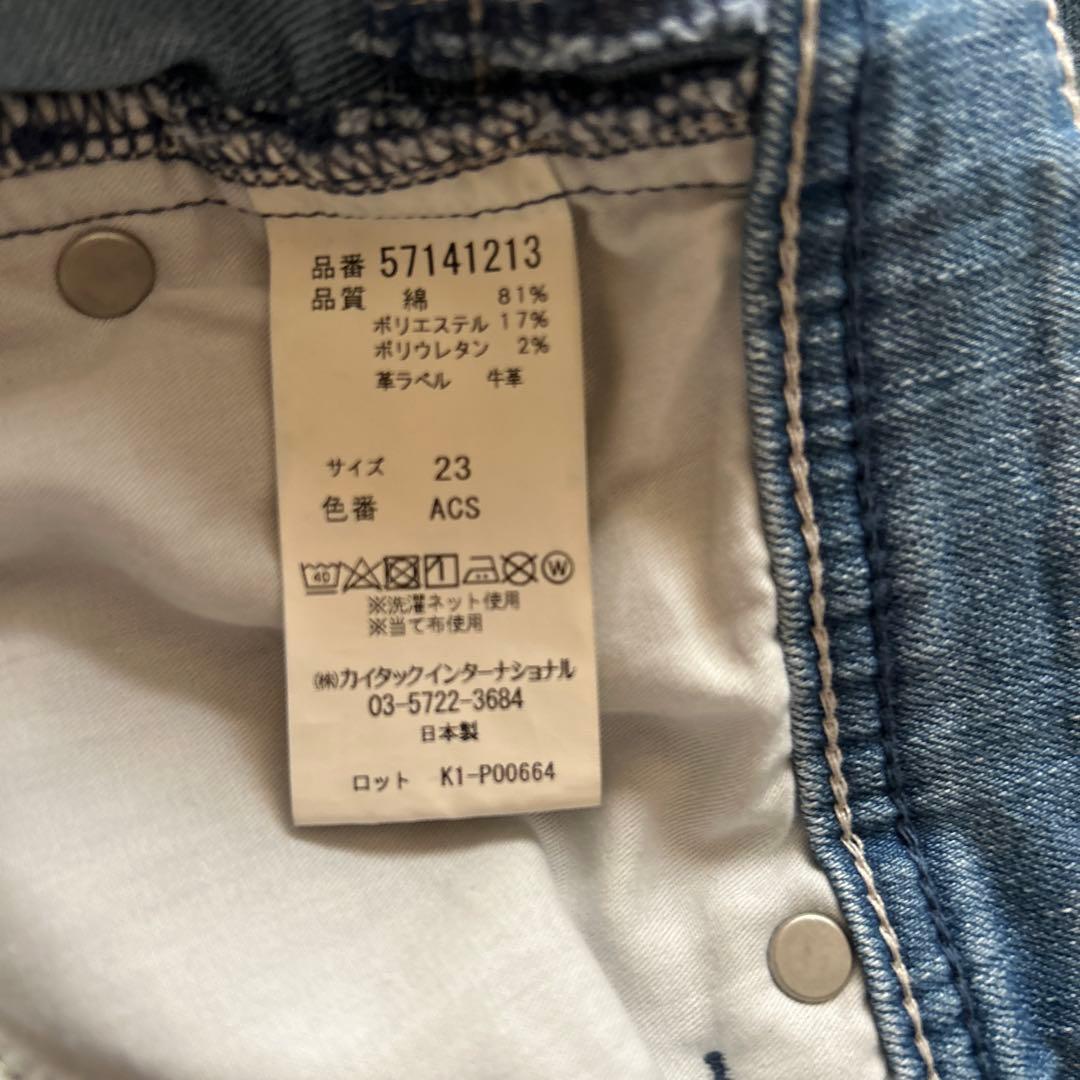 品番 57141213
品質 綿 81%
ポリエステル 17%
ポリウレタン 2%
革ラベル 牛革
サイズ 23
色番 ACS
40 W
※洗濯ネット使用
※当て布使用
㈱カイタックインターナショナル
03-5722-3684
日本製
ロット K1-P00664